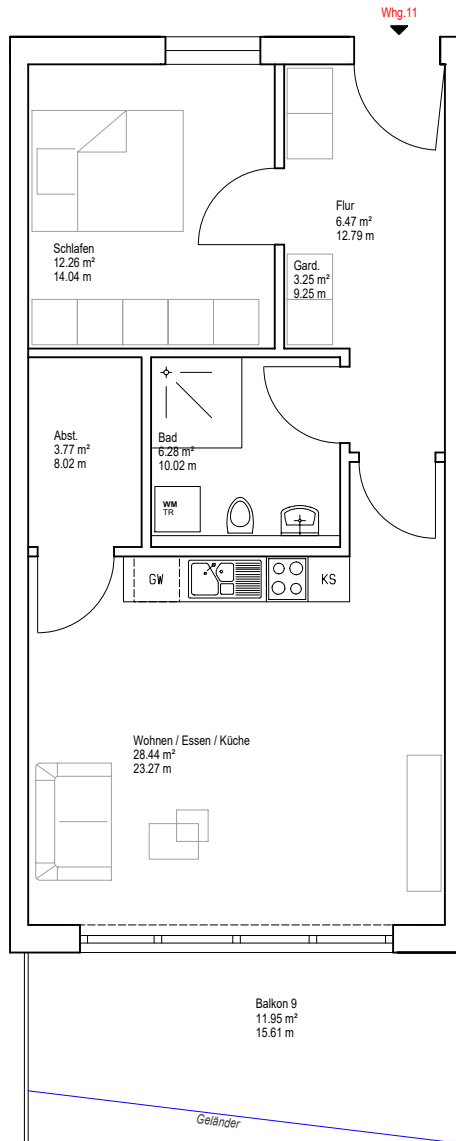 Whg.11
Flur
6.47 m²
12.79 m
Schlafen
12.26 m²
14.04 m
Gard.
3.25 m²
9.25 m
Abst.
3.77 m²
8.02 m
Bad
6.28 m²
10.02 m
WM
TR
GW
KS
Wohnen / Essen / Küche
28.44 m²
23.27 m
Balkon 9
11.95 m²
15.61 m
Geländer